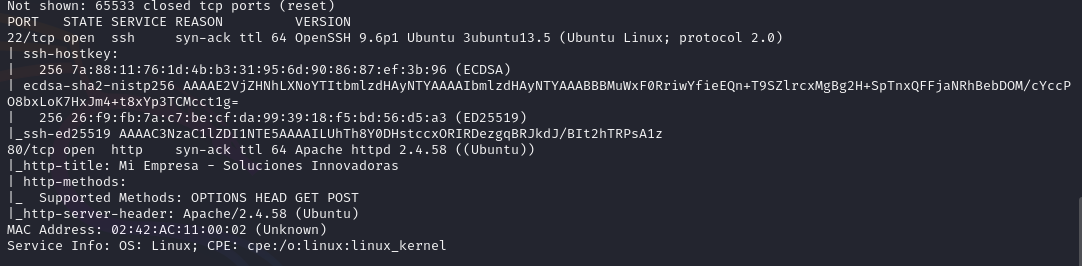 Not shown: 65533 closed tcp ports (reset)
PORT   STATE SERVICE REASON         VERSION
22/tcp open  ssh     syn-ack ttl 64 OpenSSH 9.6p1 Ubuntu 3ubuntu13.5 (Ubuntu Linux; protocol 2.0)
| ssh-hostkey:
|   256 7a:88:11:76:1d:4b:b3:31:95:6d:90:86:87:ef:3b:96 (ECDSA)
| ecdsa-sha2-nistp256 AAAAE2VjZHNhLXNoYTItbmlzdHAyNTYAAAAIbmlzdHAyNTYAAABBBMuWxF0RriwYfieEQn+T9SZlrcxMgBg2H+SpTnxQFFjaNRhBebDOM/cYccP
O8bxLoK7HxJm4+t8xYp3TCMcct1g=
|   256 26:f9:fb:7a:c7:be:cf:da:99:39:18:f5:bd:56:d5:a3 (ED25519)
|_ssh-ed25519 AAAAC3NzaC1lZDI1NTE5AAAAILUhTh8Y0DHstccxORIRDezgqBRJkdJ/BIt2hTRPsA1z
80/tcp open  http    syn-ack ttl 64 Apache httpd 2.4.58 ((Ubuntu))
|_http-title: Mi Empresa - Soluciones Innovadoras
| http-methods:
|_  Supported Methods: OPTIONS HEAD GET POST
|_http-server-header: Apache/2.4.58 (Ubuntu)
MAC Address: 02:42:AC:11:00:02 (Unknown)
Service Info: OS: Linux; CPE: cpe:/o:linux:linux_kernel